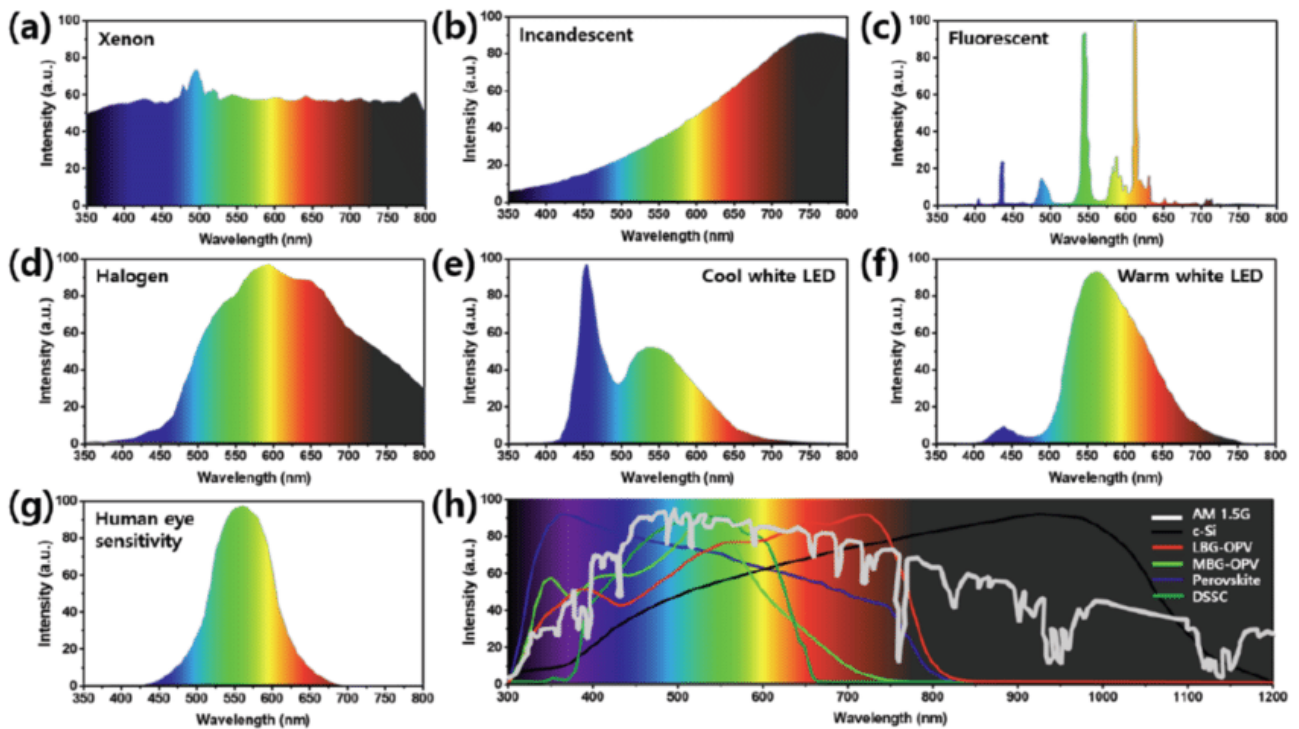 (a) Xenon
Intensity (a.u.)
100
80
60
40
20
0
350 400 450 500 550 600 650 700 750 800
Wavelength (nm)
(b) Incandescent
Intensity (a.u.)
100
80
60
40
20
0
350 400 450 500 550 600 650 700 750 800
Wavelength (nm)
(c) Fluorescent
Intensity (a.u.)
100
80
60
40
20
0
350 400 450 500 550 600 650 700 750 800
Wavelength (nm)
(d) Halogen
Intensity (a.u.)
100
80
60
40
20
0
350 400 450 500 550 600 650 700 750 800
Wavelength (nm)
(e) Cool white LED
Intensity (a.u.)
100
80
60
40
20
0
350 400 450 500 550 600 650 700 750 800
Wavelength (nm)
(f) Warm white LED
Intensity (a.u.)
100
80
60
40
20
0
350 400 450 500 550 600 650 700 750 800
Wavelength (nm)
(g) Human eye
sensitivity
Intensity (a.u.)
100
80
60
40
20
0
350 400 450 500 550 600 650 700 750 800
Wavelength (nm)
(h)
Intensity (a.u.)
100
80
60
40
20
0
AM 1.5G
c-Si
LBG-OPV
MBG-OPV
Perovskite
DSSC
300 400 500 600 700 800 900 1000 1100 1200
Wavelength (nm)